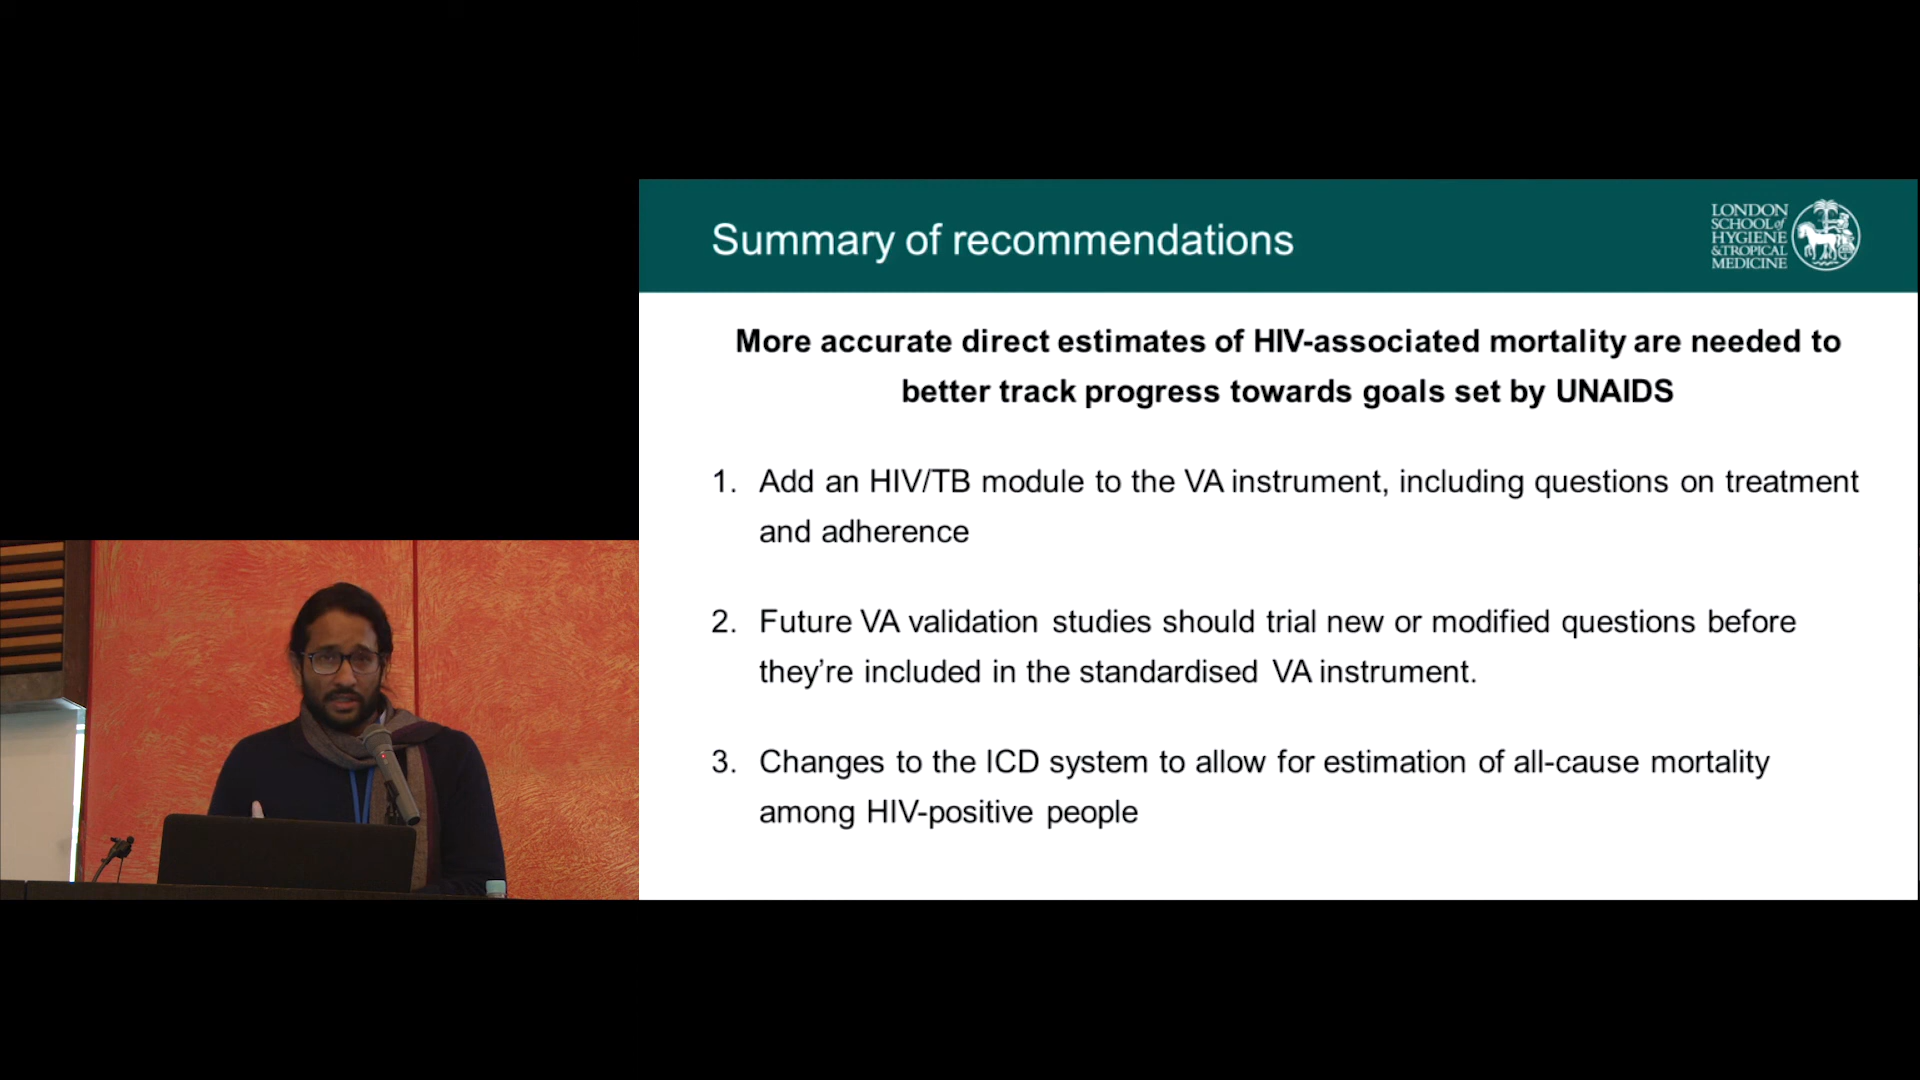 Summary of recommendations
LONDON
SCHOOL of
HYGIENE
& TROPICAL
MEDICINE
More accurate direct estimates of HIV-associated mortality are needed to
better track progress towards goals set by UNAIDS
1. Add an HIV/TB module to the VA instrument, including questions on treatment
and adherence
2. Future VA validation studies should trial new or modified questions before
they’re included in the standardised VA instrument.
3. Changes to the ICD system to allow for estimation of all-cause mortality
among HIV-positive people